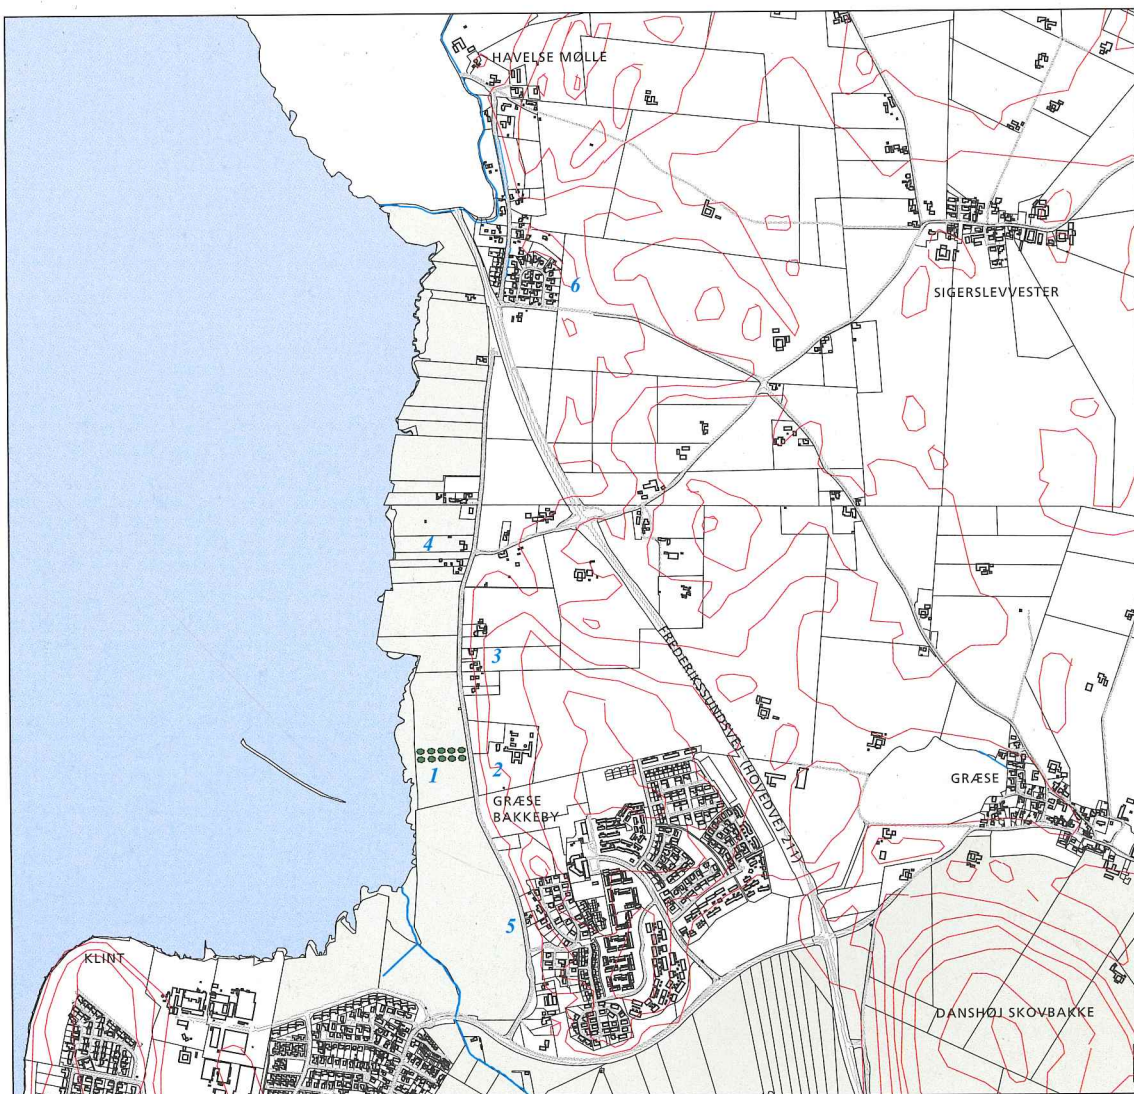 HAVELSE MØLLE
6
SIGERSLEVVESTER
4
3
FREDERIKSSUNDSVEJ (HOVEDVEJ 211)
1
2
GRÆSE
BAKKEBY
GRÆSE
5
KLINT
DANSHØJ SKOVBAKKE